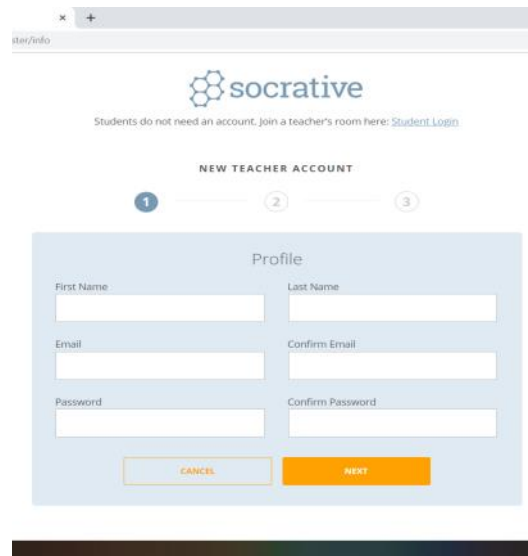 × +
ster/info
socrative
Students do not need an account. Join a teacher's room here: Student Login
NEW TEACHER ACCOUNT
1 2 3
Profile
First Name Last Name
Email Confirm Email
Password Confirm Password
CANCEL NEXT